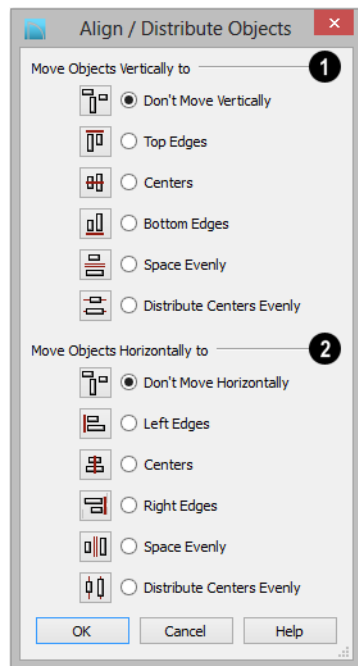 Align / Distribute Objects
Move Objects Vertically to 1
Don't Move Vertically
Top Edges
Centers
Bottom Edges
Space Evenly
Distribute Centers Evenly
Move Objects Horizontally to 2
Don't Move Horizontally
Left Edges
Centers
Right Edges
Space Evenly
Distribute Centers Evenly
OK Cancel Help